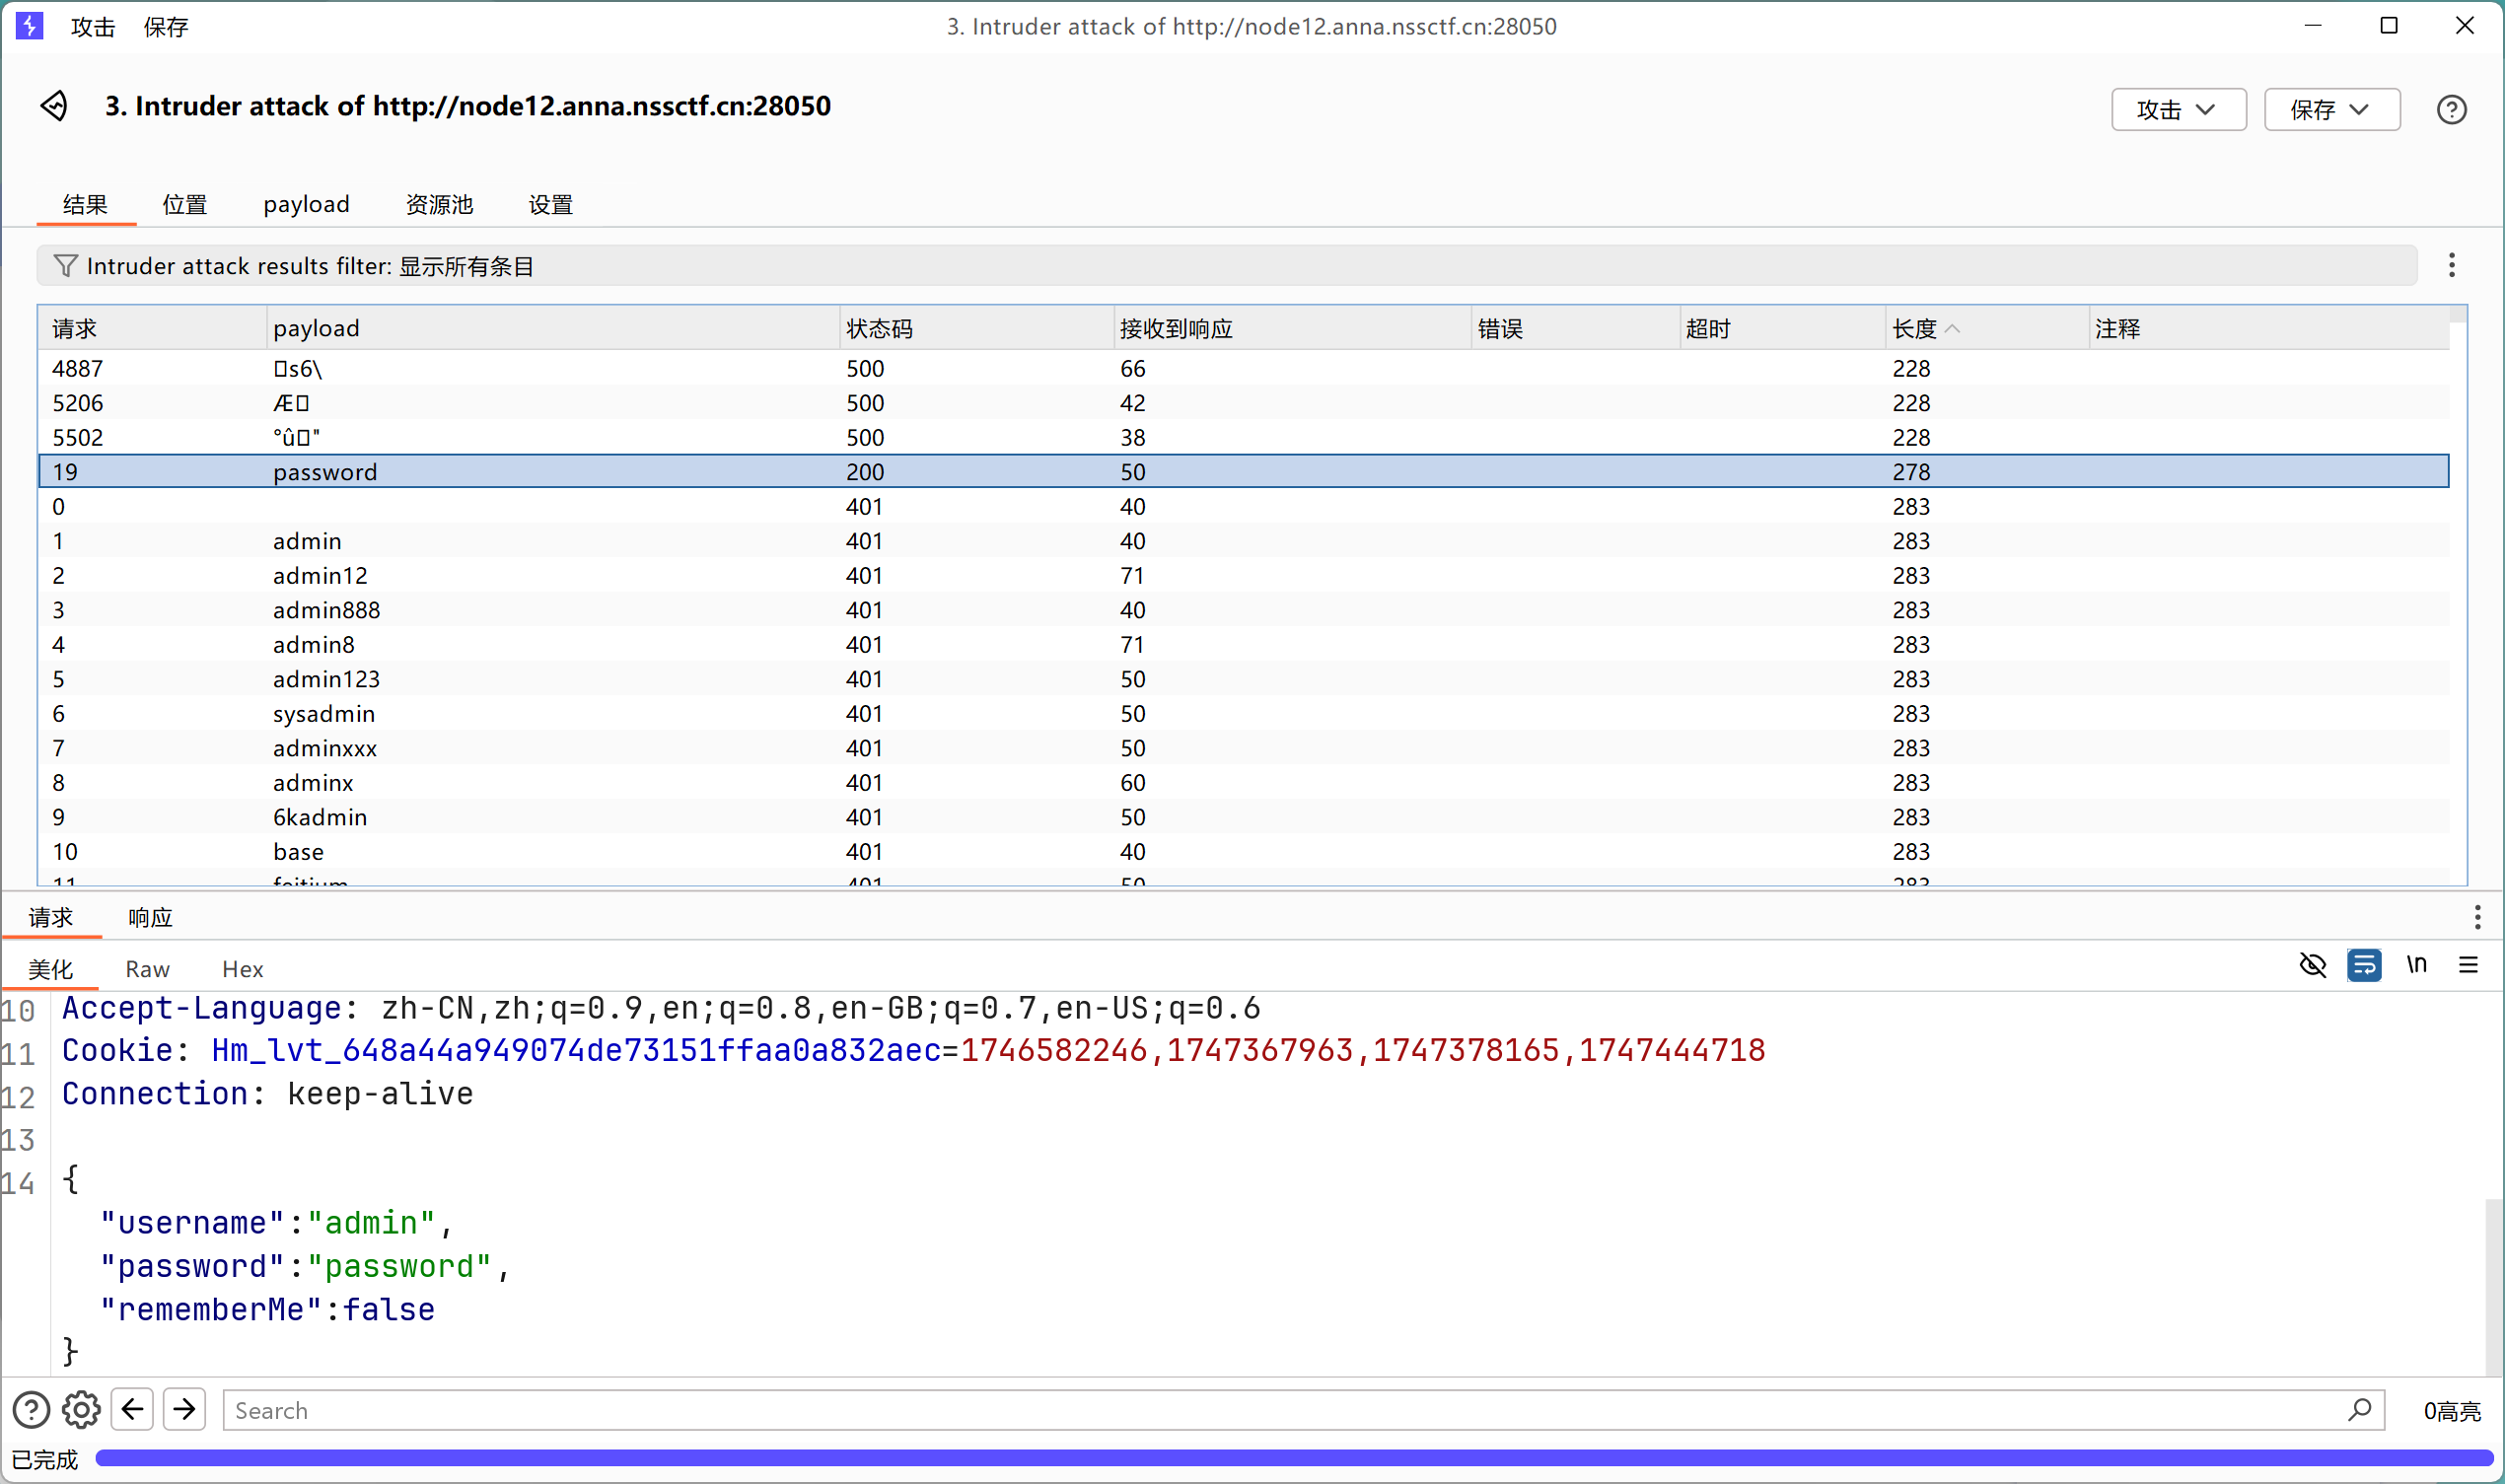 攻击 保存 3. Intruder attack of http://node12.anna.nssctf.cn:28050
3. Intruder attack of http://node12.anna.nssctf.cn:28050 攻击 保存
结果 位置 payload 资源池 设置
Intruder attack results filter: 显示所有条目
请求 payload 状态码 接收到响应 错误 超时 长度 注释
4887 s6\ 500 66 228
5206 Æ 500 42 228
5502 °û" 500 38 228
19 password 200 50 278
0 401 40 283
1 admin 401 40 283
2 admin12 401 71 283
3 admin888 401 40 283
4 admin8 401 71 283
5 admin123 401 50 283
6 sysadmin 401 50 283
7 adminxxx 401 50 283
8 adminx 401 60 283
9 6kadmin 401 50 283
10 base 401 40 283
11 feitium 401 50 283
请求 响应
美化 Raw Hex \n
10 Accept-Language: zh-CN,zh;q=0.9,en;q=0.8,en-GB;q=0.7,en-US;q=0.6
11 Cookie: Hm_lvt_648a44a949074de73151ffaa0a832aec=1746582246,1747367963,1747378165,1747444718
12 Connection: keep-alive
13
14 {
"username":"admin",
"password":"password",
"rememberMe":false
}
Search 0高亮
已完成